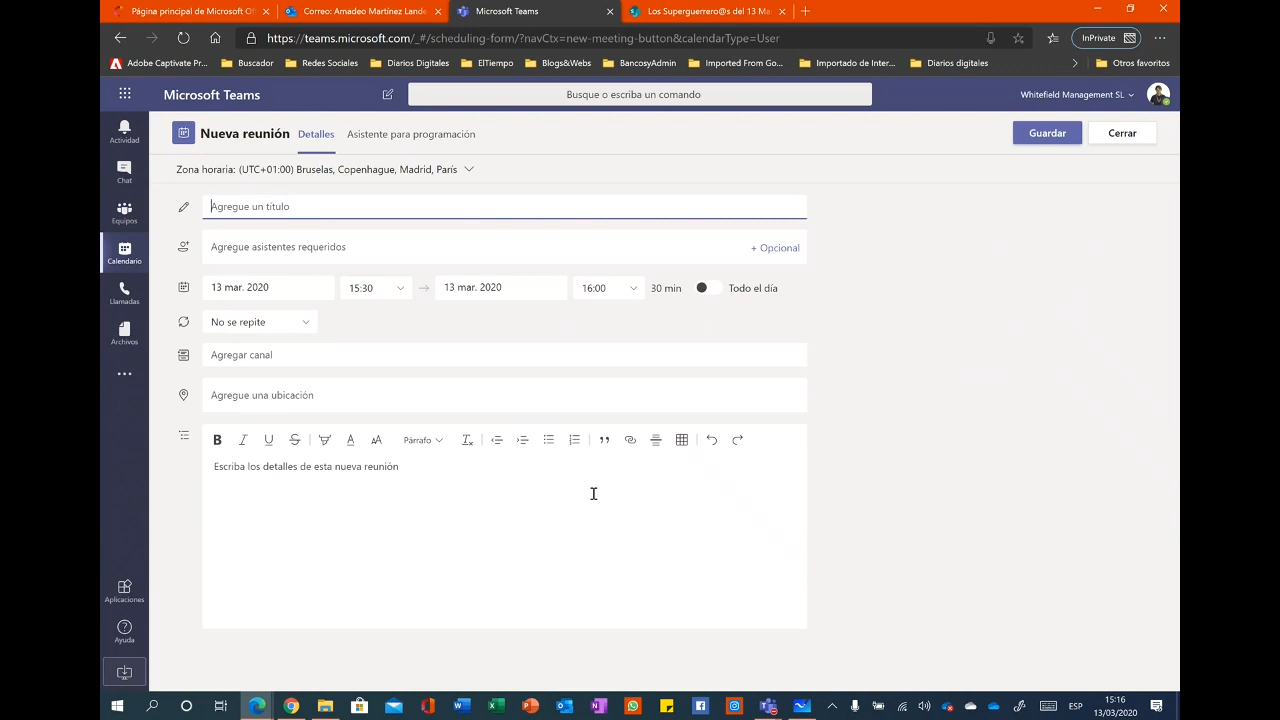 Página principal de Microsoft Of
Correo: Amadeo Martínez Lande
Microsoft Teams
Los Superguerrero@s del 13 Ma
https://teams.microsoft.com/_#/scheduling-form/?navCtx=new-meeting-button&calendarType=User
InPrivate
Adobe Captivate Pr...
Buscador
Redes Sociales
Diarios Digitales
ElTiempo
Blogs&Webs
BancosyAdmin
Imported From Go...
Importado de Inter...
Diarios digitales
Otros favoritos
Microsoft Teams
Busque o escriba un comando
Whitefield Management SL
Actividad
Chat
Equipos
Calendario
Llamadas
Archivos
Aplicaciones
Ayuda
Nueva reunión
Detalles
Asistente para programación
Guardar
Cerrar
Zona horaria: (UTC+01:00) Bruselas, Copenhague, Madrid, París
Agregue un título
Agregue asistentes requeridos
+ Opcional
13 mar. 2020
15:30
13 mar. 2020
16:00
30 min
Todo el día
No se repite
Agregar canal
Agregue una ubicación
Párrafo
Escriba los detalles de esta nueva reunión
ESP
15:16
13/03/2020